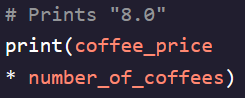 # Prints "8.0"
print(coffee_price
* number_of_coffees)